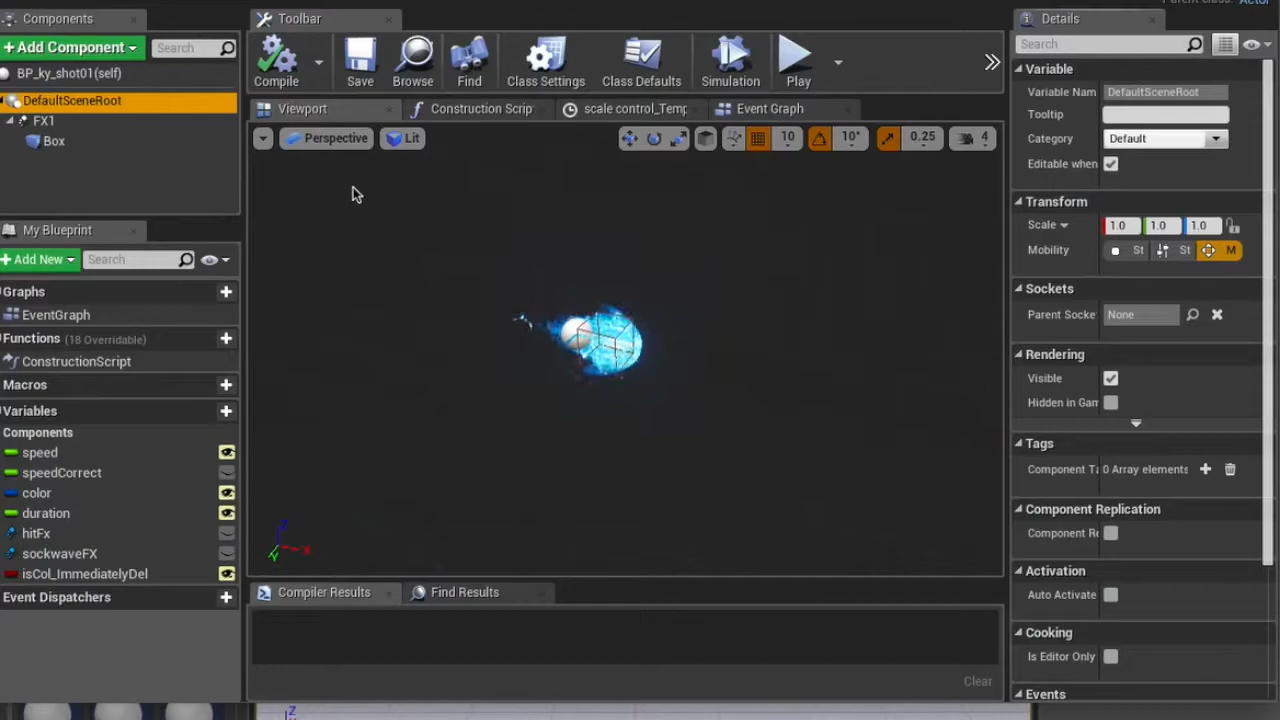 Parent class: Actor
Components
Toolbar
Details
+Add Component
Search
BP_ky_shot01(self)
DefaultSceneRoot
FX1
Box
Compile
Save
Browse
Find
Class Settings
Class Defaults
Simulation
Play
Viewport
Construction Scrip
scale control_Temp
Event Graph
Perspective
Lit
10
10°
0.25
4
My Blueprint
+Add New
Search
Graphs
EventGraph
Functions (18 Overridable)
ConstructionScript
Macros
Variables
Components
speed
speedCorrect
color
duration
hitFx
sockwaveFX
isCol_ImmediatelyDel
Event Dispatchers
Z
X
Y
Compiler Results
Find Results
Clear
Z
Search
Variable
Variable Name DefaultSceneRoot
Tooltip
Category Default
Editable when
Transform
Scale 1.0 1.0 1.0
Mobility St St M
Sockets
Parent Socke None
Rendering
Visible
Hidden in Gam
Tags
Component Ta 0 Array elements
Component Replication
Component Re
Activation
Auto Activate
Cooking
Is Editor Only
Events